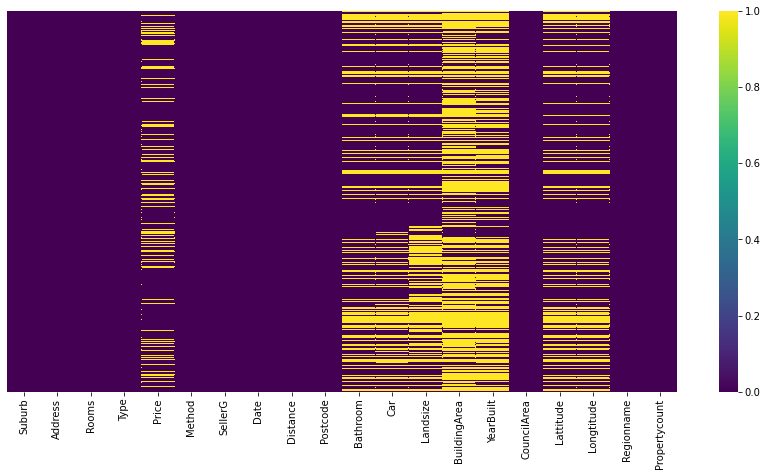 1.0
0.8
0.6
0.4
0.2
0.0
Suburb
Address
Rooms
Type
Price
Method
SellerG
Date
Distance
Postcode
Bathroom
Car
Landsize
BuildingArea
YearBuilt
CouncilArea
Lattitude
Longtitude
Regionname
Propertycount